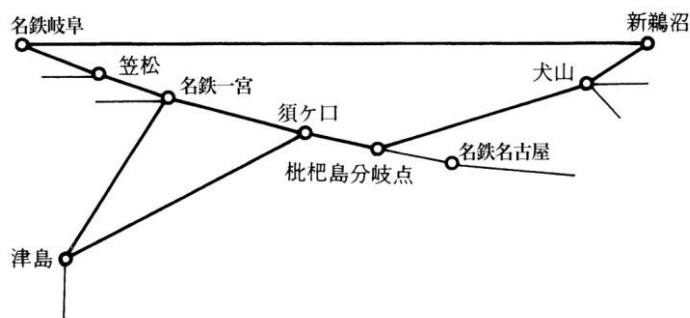 名鉄岐阜
新鵜沼
笠松
犬山
名鉄一宮
須ケ口
枇杷島分岐点
名鉄名古屋
津島